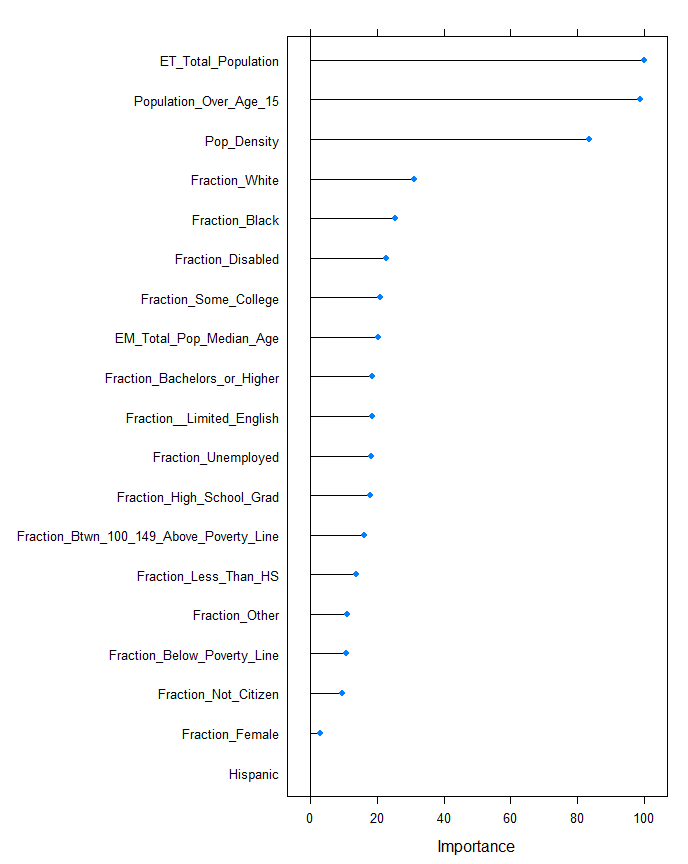 ET_Total_Population
Population_Over_Age_15
Pop_Density
Fraction_White
Fraction_Black
Fraction_Disabled
Fraction_Some_College
EM_Total_Pop_Median_Age
Fraction_Bachelors_or_Higher
Fraction__Limited_English
Fraction_Unemployed
Fraction_High_School_Grad
Fraction_Btwn_100_149_Above_Poverty_Line
Fraction_Less_Than_HS
Fraction_Other
Fraction_Below_Poverty_Line
Fraction_Not_Citizen
Fraction_Female
Hispanic
0 20 40 60 80 100
Importance